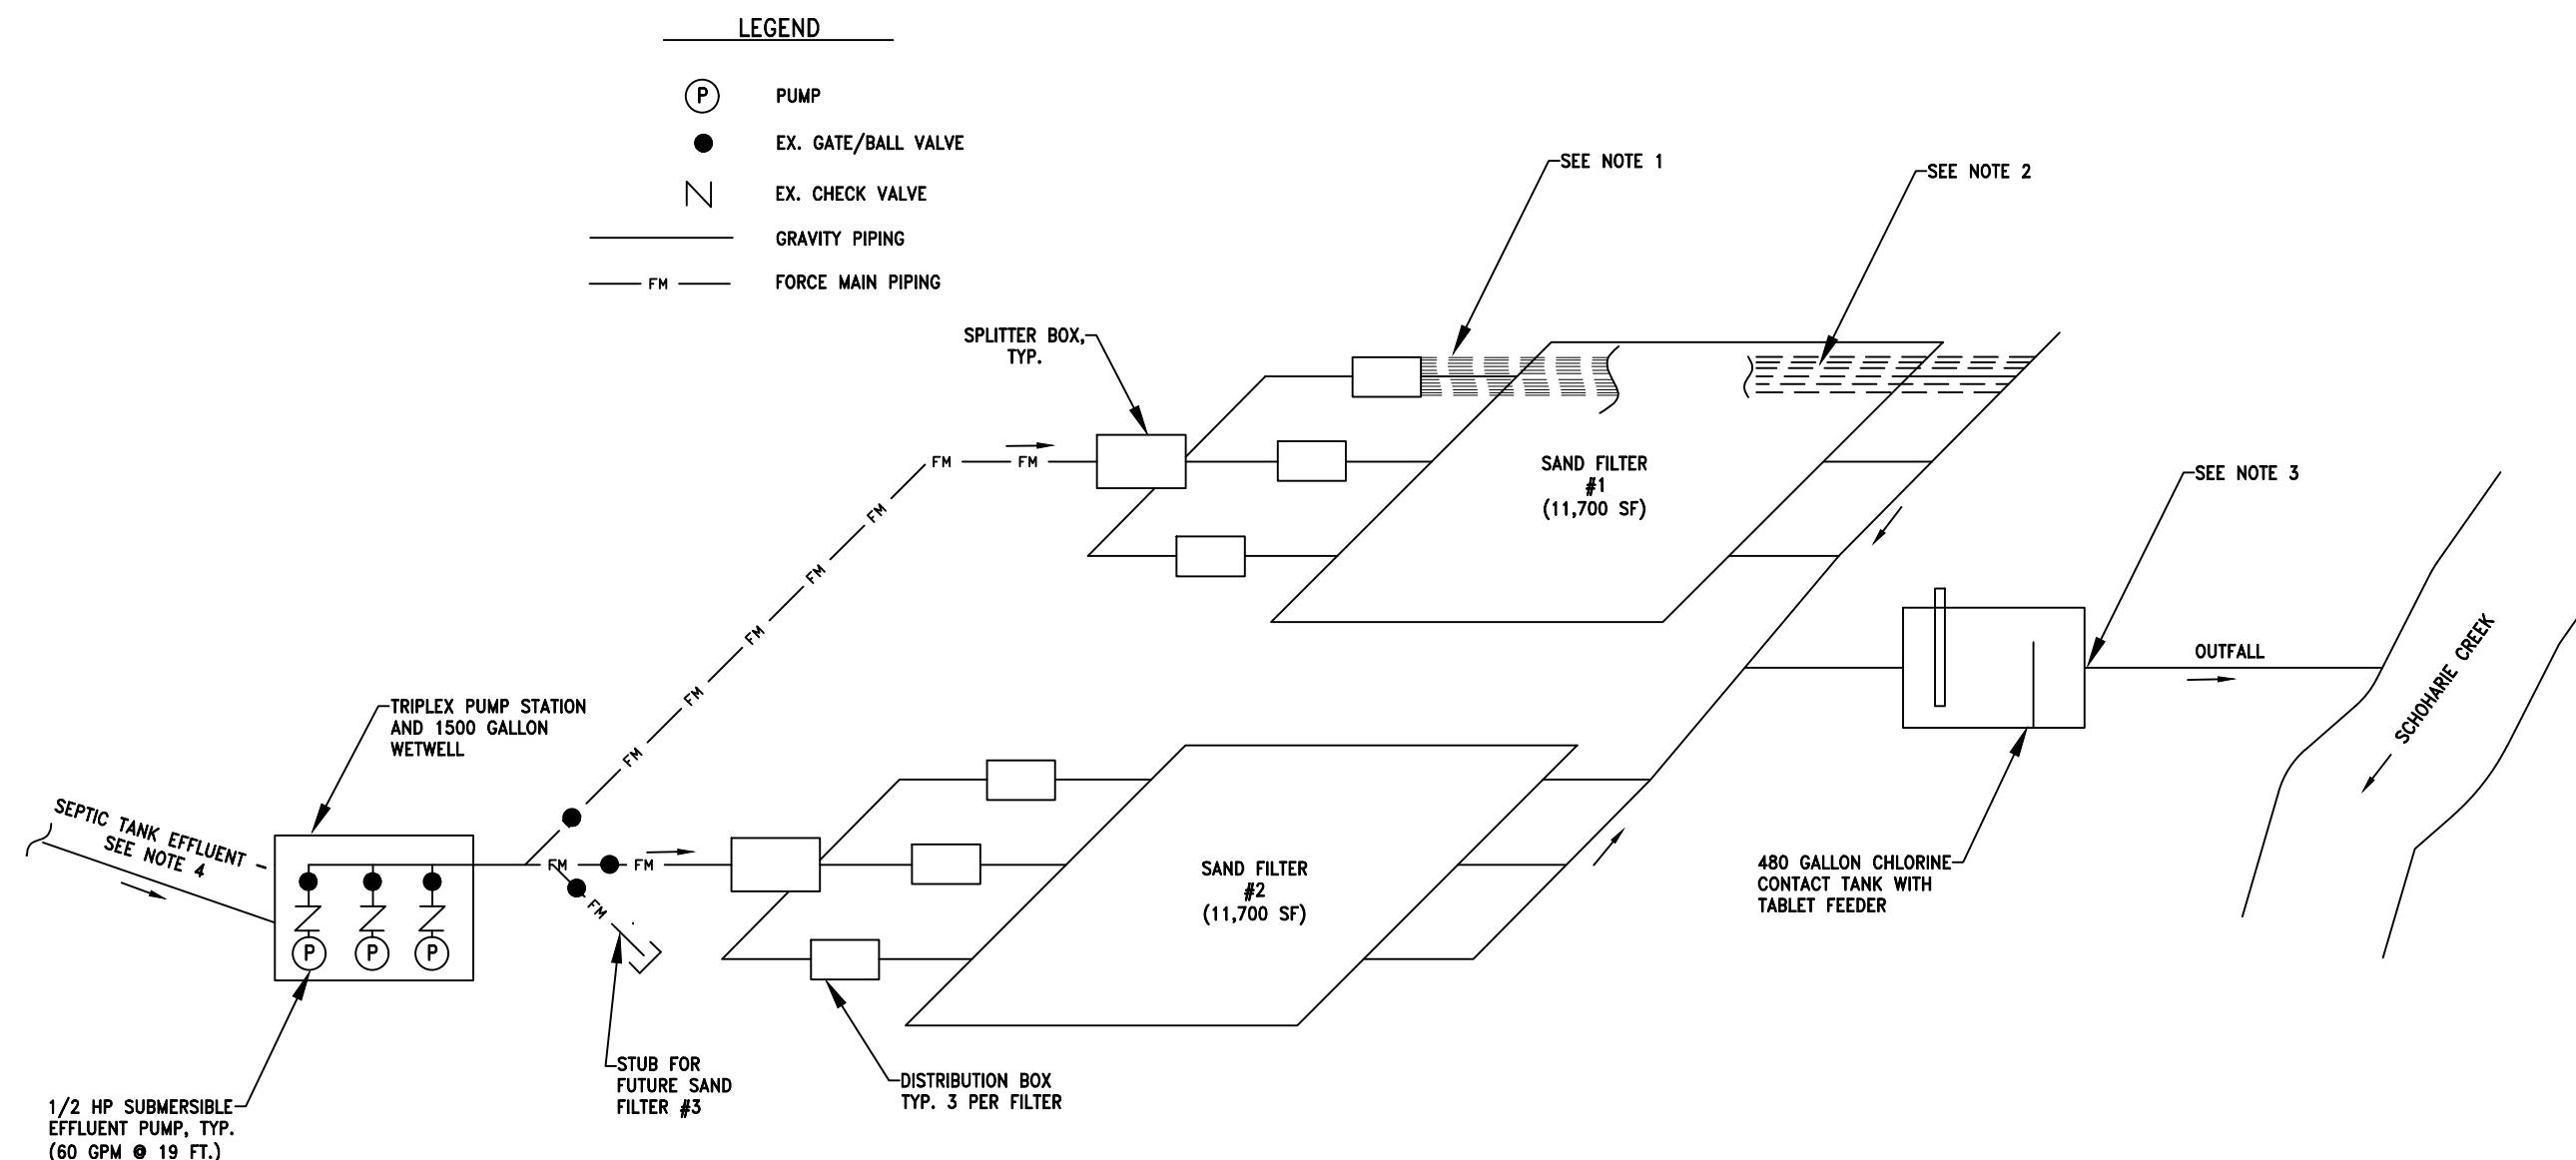 LEGEND
P PUMP
EX. GATE/BALL VALVE
EX. CHECK VALVE
GRAVITY PIPING
FM FORCE MAIN PIPING
SEE NOTE 1
SEE NOTE 2
SPLITTER BOX,
TYP.
FM FM
SAND FILTER
#1
(11,700 SF)
SEE NOTE 3
FM
FM
FM
FM
FM
OUTFALL
SCHOHARIE CREEK
TRIPLEX PUMP STATION
AND 1500 GALLON
WETWELL
SEPTIC TANK EFFLUENT
SEE NOTE 4
FM FM
FM
P P P
SAND FILTER
#2
(11,700 SF)
480 GALLON CHLORINE
CONTACT TANK WITH
TABLET FEEDER
STUB FOR
FUTURE SAND
FILTER #3
DISTRIBUTION BOX
TYP. 3 PER FILTER
1/2 HP SUBMERSIBLE
EFFLUENT PUMP, TYP.
(60 GPM @ 19 FT.)